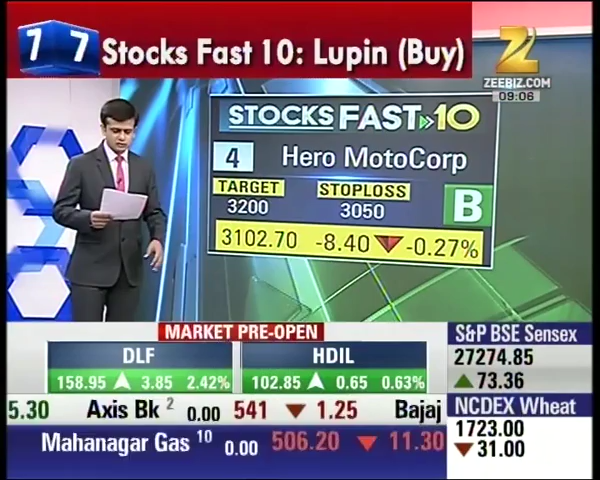 7 7 Stocks Fast 10: Lupin (Buy)
Z
ZEEBIZ.COM
09:06
STOCKS FAST 10
4 Hero MotoCorp
TARGET STOPLOSS
3200 3050
B
3102.70 -8.40 -0.27%
MARKET PRE-OPEN
DLF
158.95 3.85 2.42%
HDIL
102.85 0.65 0.63%
S&P BSE Sensex
27274.85
73.36
NCDEX Wheat
1723.00
31.00
5.30 Axis Bk 2 0.00 541 1.25 Bajaj
Mahanagar Gas 10 0.00 506.20 11.30